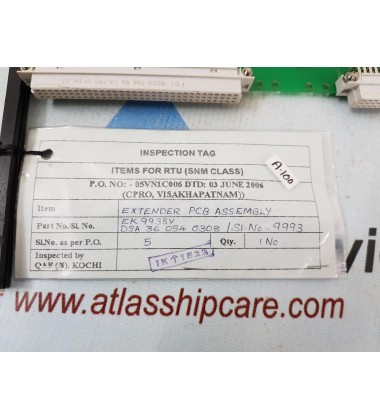 INSPECTION TAG
A-100
ITEMS FOR RTU (SNM CLASS)
P.O. NO: - 05VN1C006 DTD: 03 JUNE 2006
(CPRO, VISAKHAPATNAM))
Item EXTENDER PCB ASSEMBLY
EK 9938V
Part No./Sl. No. DSA 36 054 0308 / Sl No - 9993
Sl.No. as per P.O. 5 Qty. 1 No
Inspected by
QAE (N), KOCHI
www.atlasshipcare.com